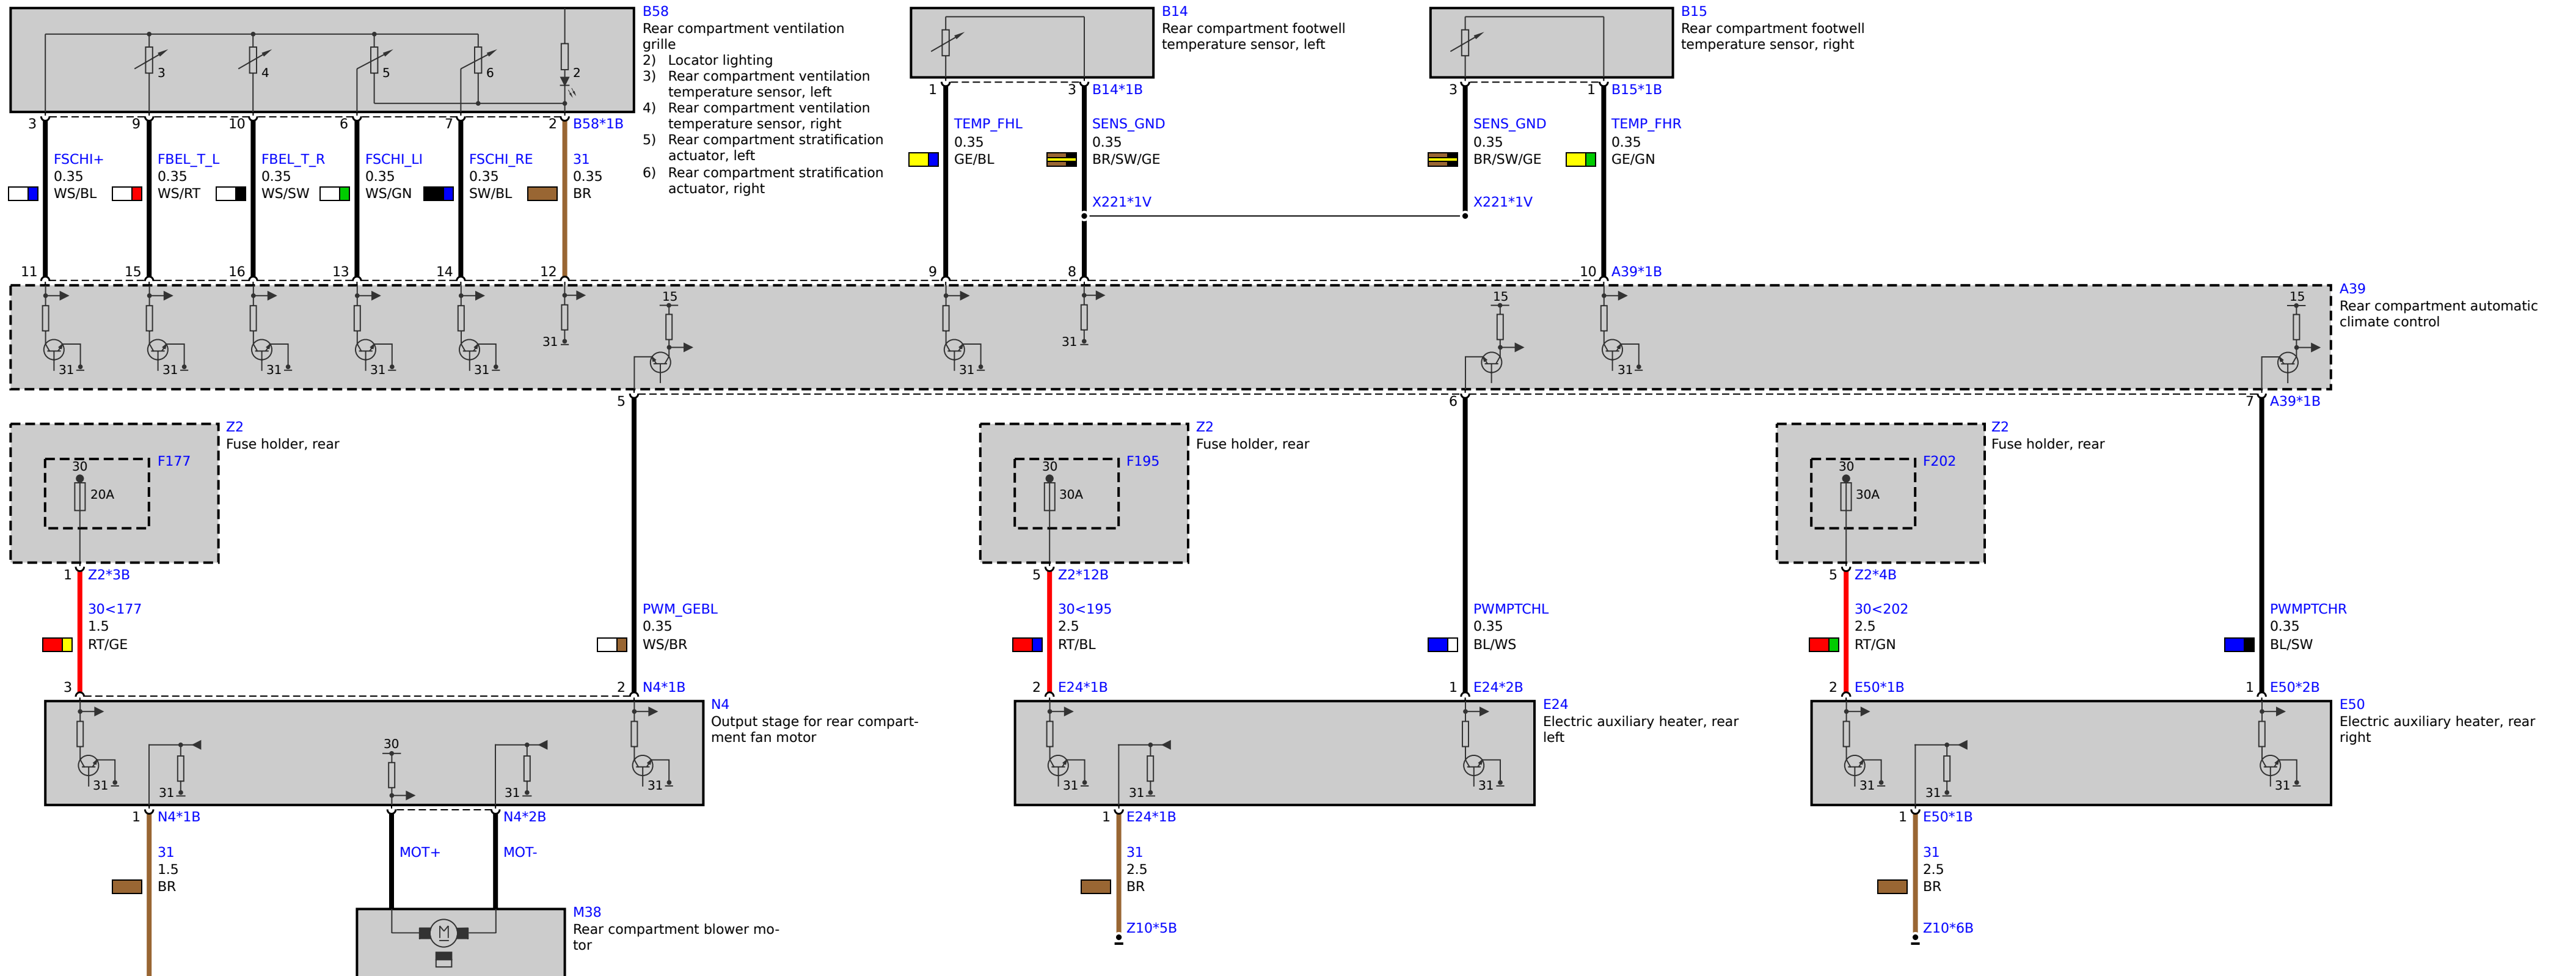 B58
Rear compartment ventilation
grille
2) Locator lighting
3) Rear compartment ventilation
temperature sensor, left
4) Rear compartment ventilation
temperature sensor, right
5) Rear compartment stratification
actuator, left
6) Rear compartment stratification
actuator, right
3
4
5
6
2
B14
Rear compartment footwell
temperature sensor, left
B15
Rear compartment footwell
temperature sensor, right
3
9
10
6
7
2
B58*1B
1
3
B14*1B
3
1
B15*1B
FSCHI+
0.35
WS/BL
FBEL_T_L
0.35
WS/RT
FBEL_T_R
0.35
WS/SW
FSCHI_LI
0.35
WS/GN
FSCHI_RE
0.35
SW/BL
31
0.35
BR
TEMP_FHL
0.35
GE/BL
SENS_GND
0.35
BR/SW/GE
SENS_GND
0.35
BR/SW/GE
TEMP_FHR
0.35
GE/GN
X221*1V
X221*1V
11
15
16
13
14
12
9
8
10
A39*1B
A39
Rear compartment automatic
climate control
15
15
15
31
31
31
31
31
31
31
31
31
5
6
7
A39*1B
Z2
Fuse holder, rear
F177
30
20A
Z2
Fuse holder, rear
F195
30
30A
Z2
Fuse holder, rear
F202
30
30A
1
Z2*3B
5
Z2*12B
5
Z2*4B
30<177
1.5
RT/GE
PWM_GEBL
0.35
WS/BR
30<195
2.5
RT/BL
PWMPTCHL
0.35
BL/WS
30<202
2.5
RT/GN
PWMPTCHR
0.35
BL/SW
3
2
N4*1B
2
E24*1B
1
E24*2B
2
E50*1B
1
E50*2B
N4
Output stage for rear compart-
ment fan motor
E24
Electric auxiliary heater, rear
left
E50
Electric auxiliary heater, rear
right
30
31
31
31
31
31
31
31
31
31
31
1
N4*1B
N4*2B
1
E24*1B
1
E50*1B
31
1.5
BR
MOT+
MOT-
31
2.5
BR
31
2.5
BR
M38
Rear compartment blower mo-
tor
M
Z10*5B
Z10*6B